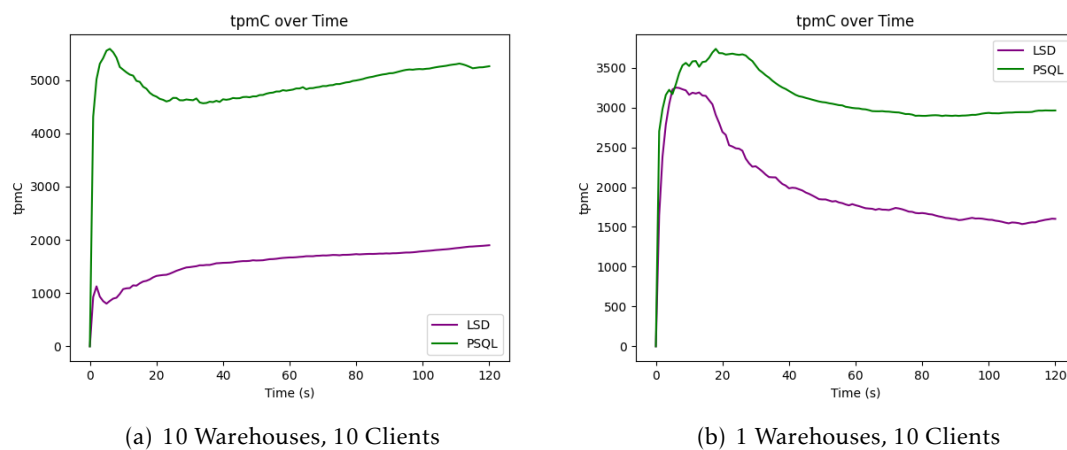 tpmC over Time
5000
4000
3000
2000
1000
0
tpmC
0 20 40 60 80 100 120
Time (s)
LSD
PSQL
(a) 10 Warehouses, 10 Clients
tpmC over Time
3500
3000
2500
2000
1500
1000
500
0
tpmC
0 20 40 60 80 100 120
Time (s)
LSD
PSQL
(b) 1 Warehouses, 10 Clients